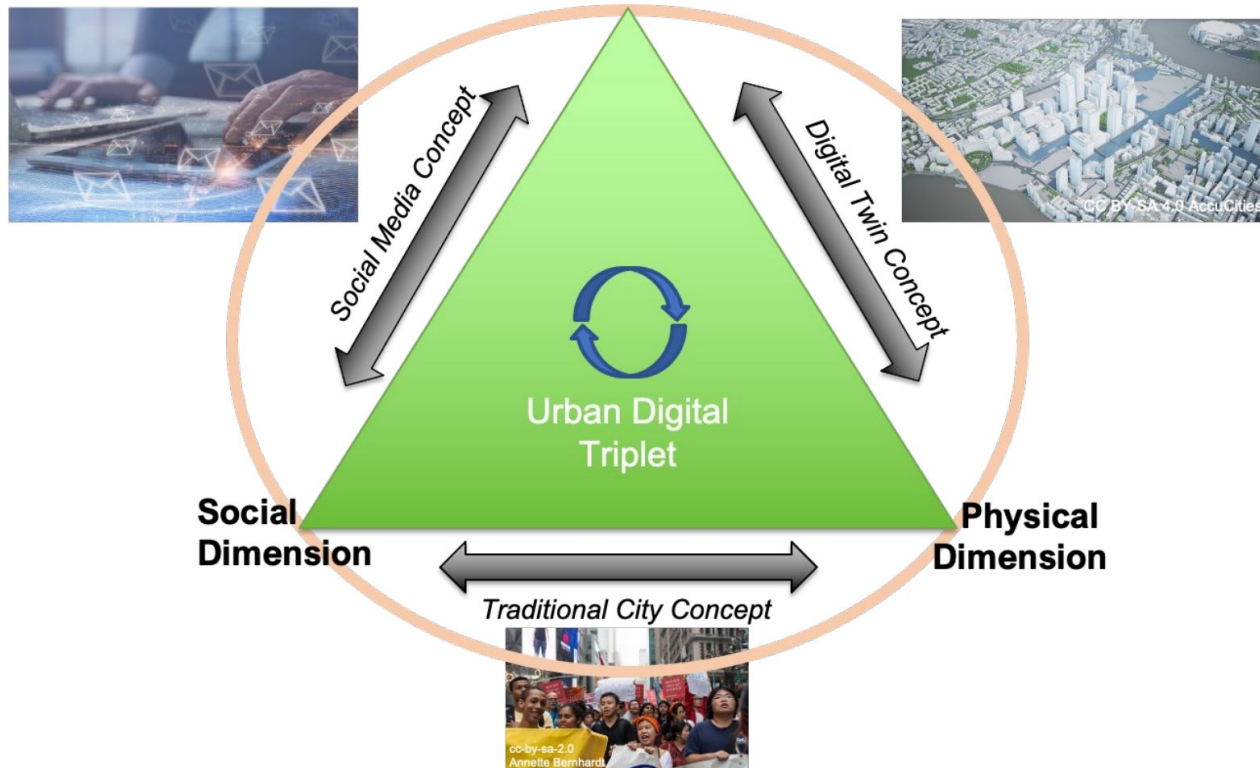 Social Media Concept
Digital Twin Concept
CC BY-SA 4.0 AccuCities
Urban Digital
Triplet
Social
Dimension
Physical
Dimension
Traditional City Concept
cc-by-sa-2.0
Annette Bernhardt